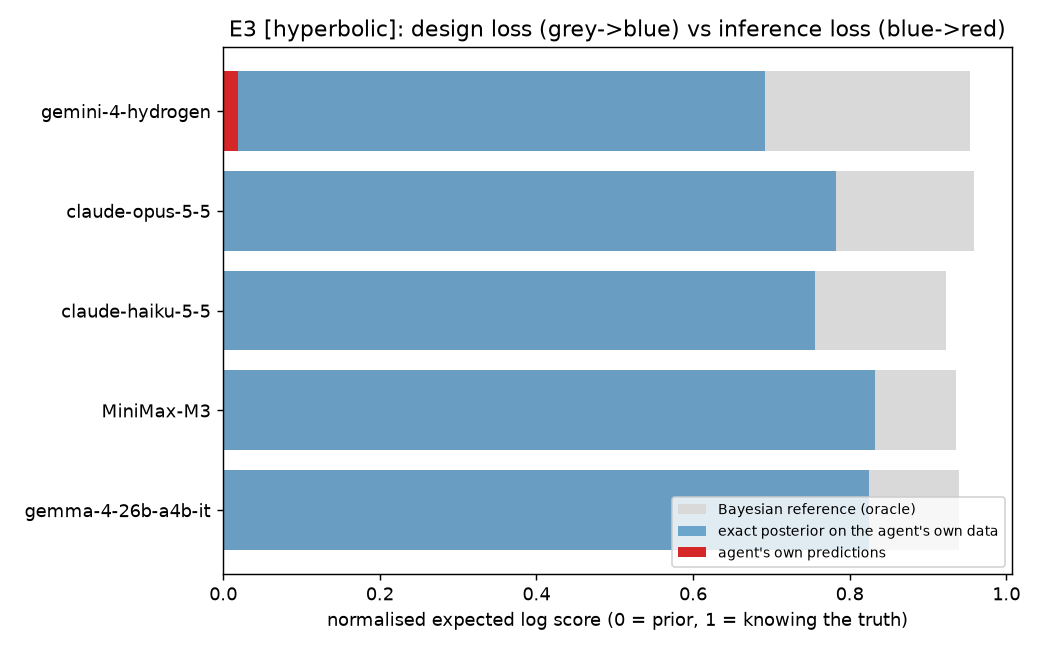 E3 [hyperbolic]: design loss (grey->blue) vs inference loss (blue->red)
gemini-4-hydrogen
claude-opus-5-5
claude-haiku-5-5
MiniMax-M3
gemma-4-26b-a4b-it
Bayesian reference (oracle)
exact posterior on the agent's own data
agent's own predictions
0.0 0.2 0.4 0.6 0.8 1.0
normalised expected log score (0 = prior, 1 = knowing the truth)